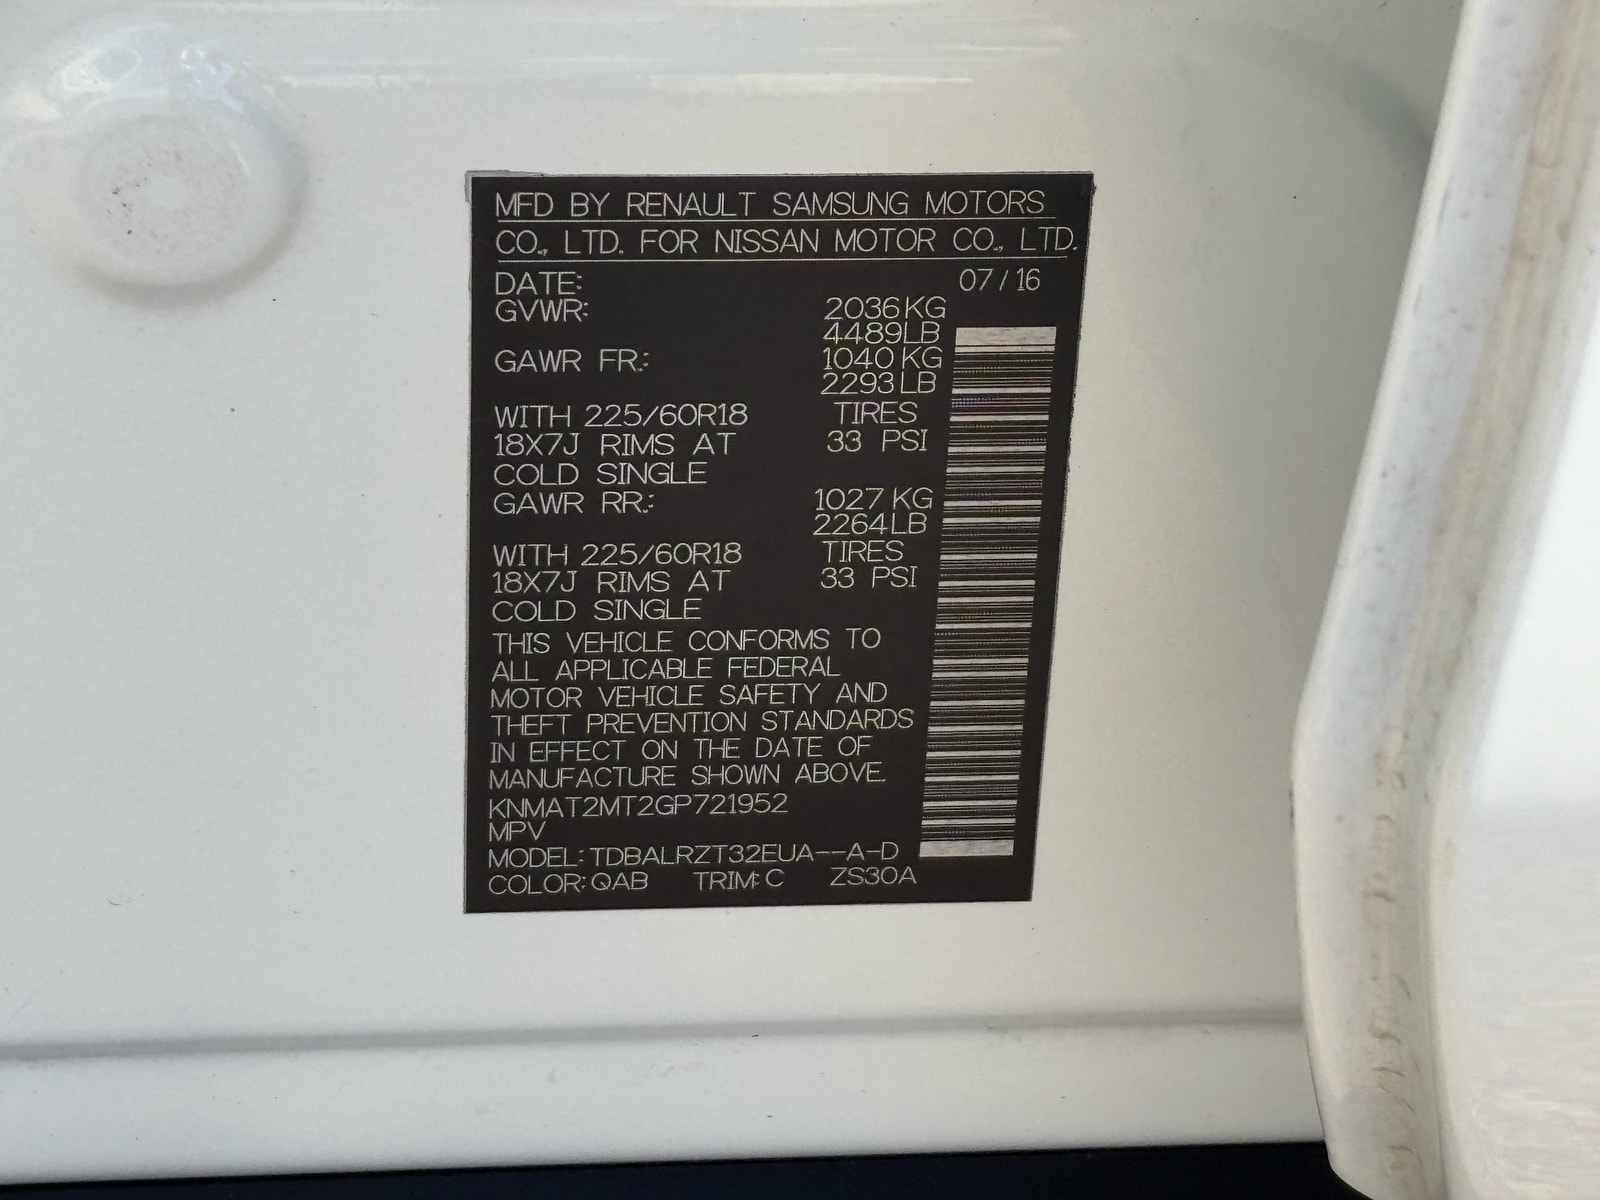 MFD BY RENAULT SAMSUNG MOTORS
CO., LTD. FOR NISSAN MOTOR CO., LTD.
DATE: 07/16
GVWR: 2036KG
4489LB
GAWR FR.: 1040 KG
2293LB
WITH 225/60R18 TIRES
18X7J RIMS AT 33 PSI
COLD SINGLE
GAWR RR.: 1027 KG
2264LB
WITH 225/60R18 TIRES
18X7J RIMS AT 33 PSI
COLD SINGLE
THIS VEHICLE CONFORMS TO
ALL APPLICABLE FEDERAL
MOTOR VEHICLE SAFETY AND
THEFT PREVENTION STANDARDS
IN EFFECT ON THE DATE OF
MANUFACTURE SHOWN ABOVE.
KNMAT2MT2GP721952
MPV
MODEL: TDBALRZT32EUA--A-D
COLOR: QAB TRIM: C ZS30A